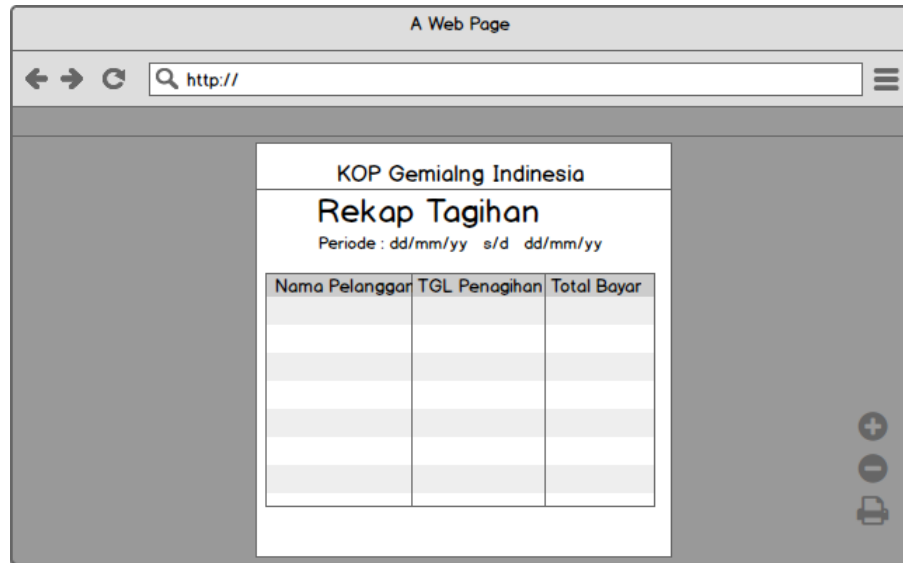 A Web Page
http://
KOP Gemialng Indinesia
Rekap Tagihan
Periode : dd/mm/yy s/d dd/mm/yy
Nama Pelanggar TGL Penagihan Total Bayar